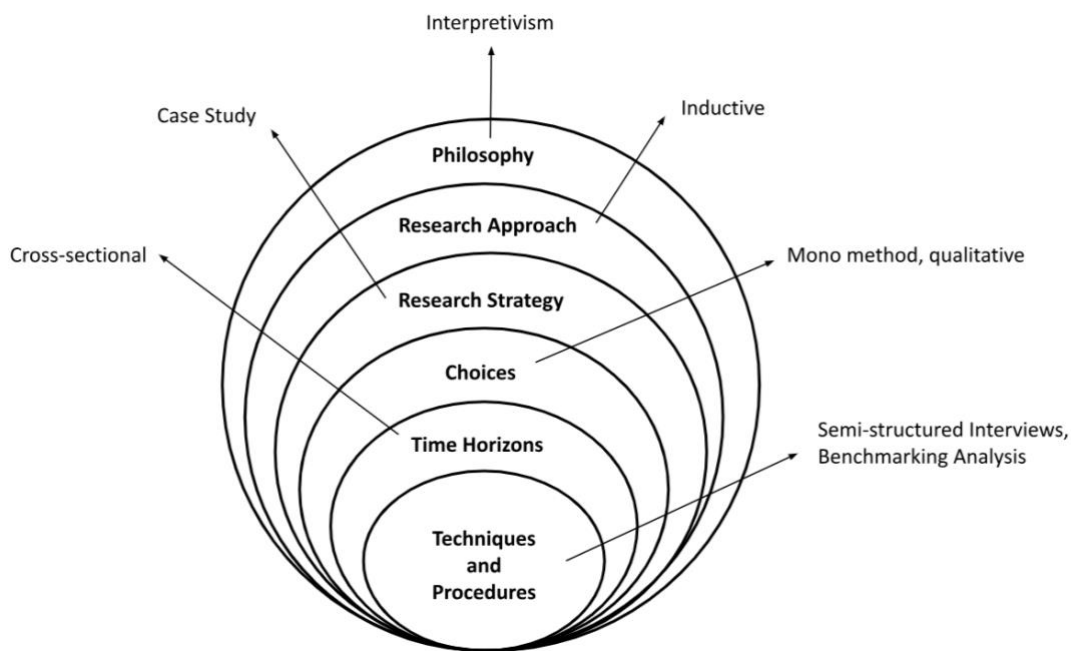 Interpretivism
Case Study
Inductive
Philosophy
Research Approach
Cross-sectional
Mono method, qualitative
Research Strategy
Choices
Semi-structured Interviews,
Benchmarking Analysis
Time Horizons
Techniques
and
Procedures